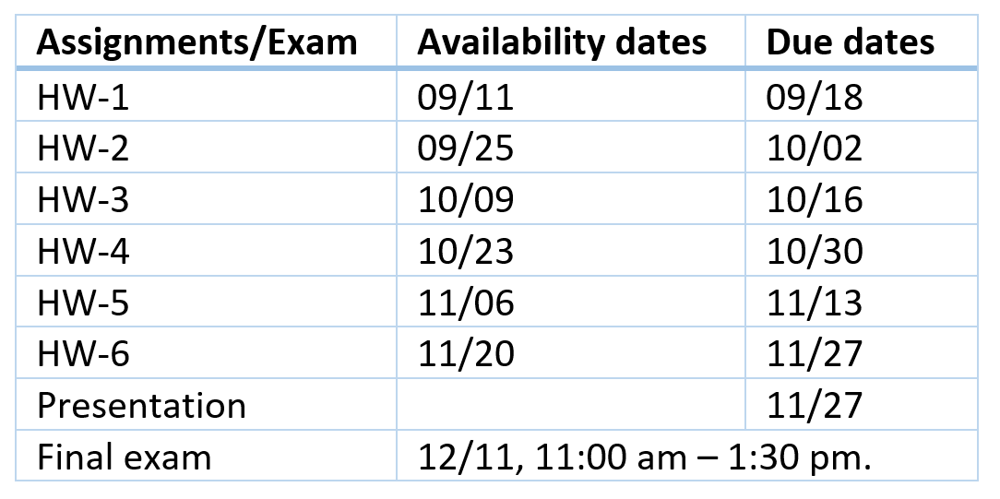 Assignments/Exam Availability dates Due dates
HW-1 09/11 09/18
HW-2 09/25 10/02
HW-3 10/09 10/16
HW-4 10/23 10/30
HW-5 11/06 11/13
HW-6 11/20 11/27
Presentation 11/27
Final exam 12/11, 11:00 am – 1:30 pm.